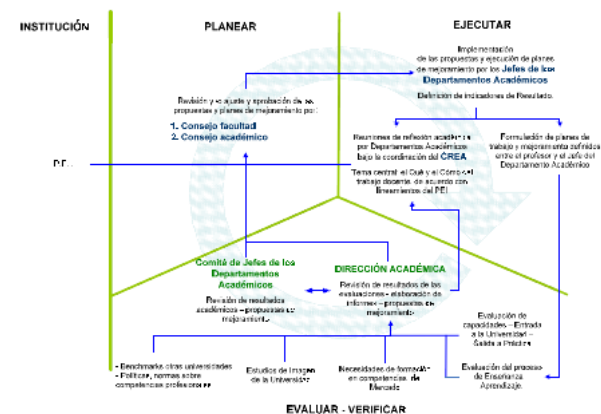 INSTITUCIÓN
PLANEAR
EJECUTAR
Implementación
de las propuestas y ejecución de planes
de mejoramiento por los Jefes de los
Departamentos Académicos
Definición de indicadores de Resultado.
Revisión y ajuste y aprobación de las
propuestas y planes de mejoramiento por:
1. Consejo facultad
2. Consejo académico
Reuniones de reflexión académica
por Departamentos Académicos
bajo la coordinación del CREA
Tema central: el Qué y el Cómo del
trabajo docente, de acuerdo con
lineamientos del PEI
Formulación de planes de
trabajo y mejoramiento definidos
entre el profesor y el Jefe del
Departamento Académico
Comité de Jefes de los
Departamentos
Académicos
Revisión de resultados
académicos – propuestas de
mejoramiento
DIRECCIÓN ACADÉMICA
Revisión de resultados de las
evaluaciones - elaboración de
informes – propuestas de
mejoramiento
Evaluación de
capacidades – Entrada
a la Universidad –
Salida a Práctica
- Benchmarks otras universidades
- Políticas, normas sobre
competencias profesionales
Estudios de Imagen
de la Universidad
Necesidades de formación
en competencias de
Mercado
Evaluación del proceso
de Enseñanza
Aprendizaje.
EVALUAR - VERIFICAR